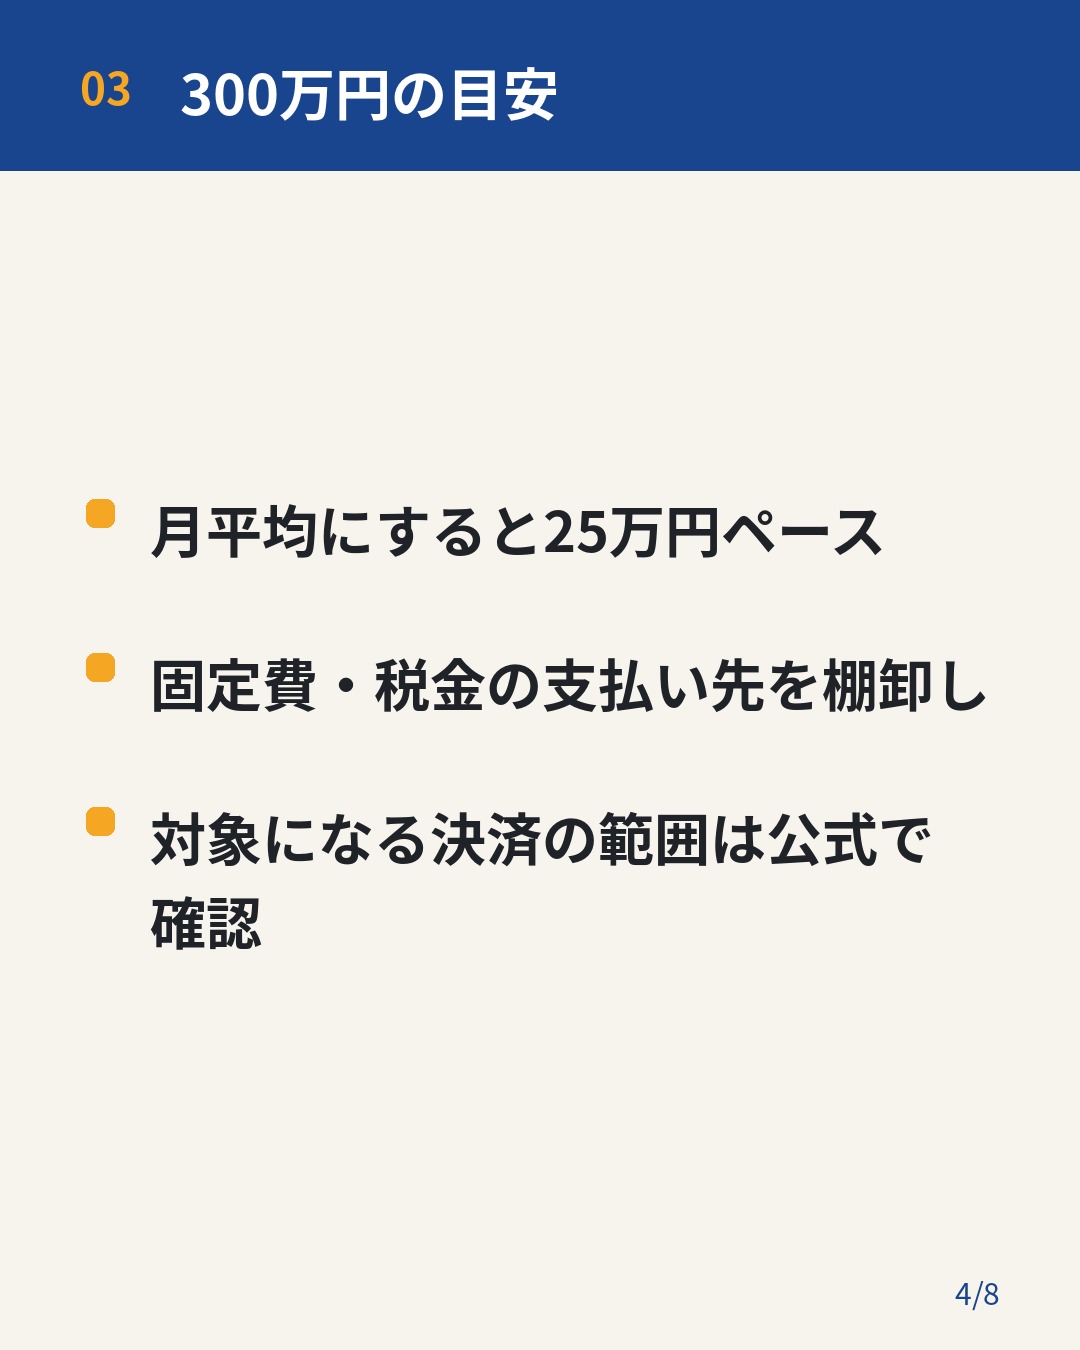 03 300万円の目安
月平均にすると25万円ペース
固定費・税金の支払い先を棚卸し
対象になる決済の範囲は公式で
確認
4/8